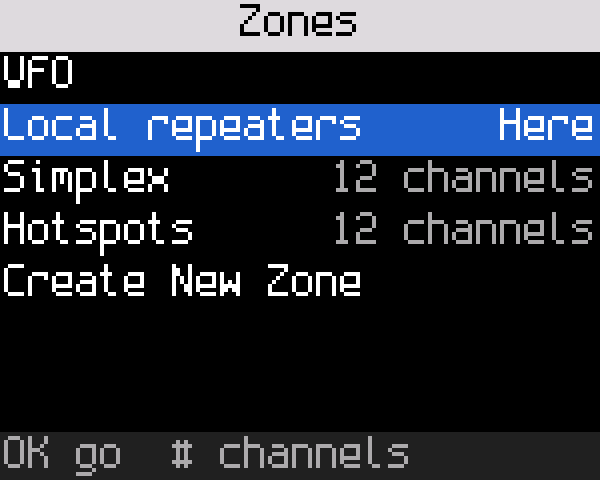 Zones
VFO
Local repeaters Here
Simplex 12 channels
Hotspots 12 channels
Create New Zone
OK go # channels